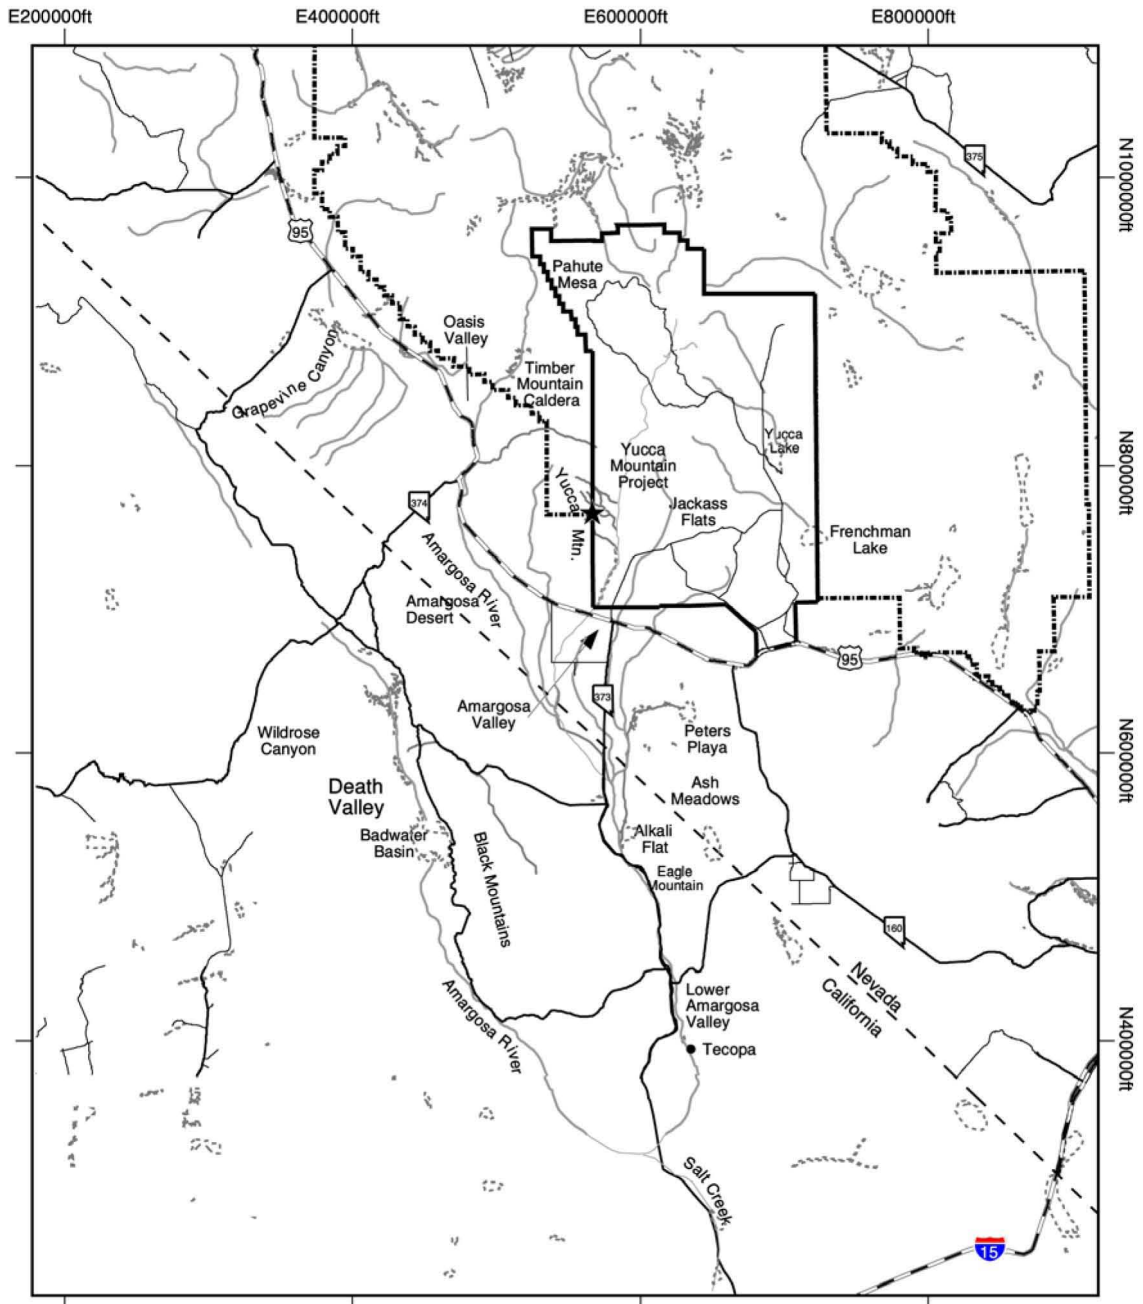 E200000ft
E400000ft
E600000ft
E800000ft
375
N1000000ft
95
Pahute
Mesa
Oasis
Valley
Timber
Mountain
Caldera
Grapevine Canyon
Yucca
Lake
Yucca
Mountain
Project
N800000ft
Yucca
Mtn.
374
Jackass
Flats
Frenchman
Lake
Amargosa River
Amargosa
Desert
95
373
Amargosa
Valley
Wildrose
Canyon
Peters
Playa
N600000ft
Death
Valley
Ash
Meadows
Badwater
Basin
Alkali
Flat
Black Mountains
Eagle
Mountain
160
Nevada
California
Amargosa River
Lower
Amargosa
Valley
N400000ft
Tecopa
Salt Creek
15